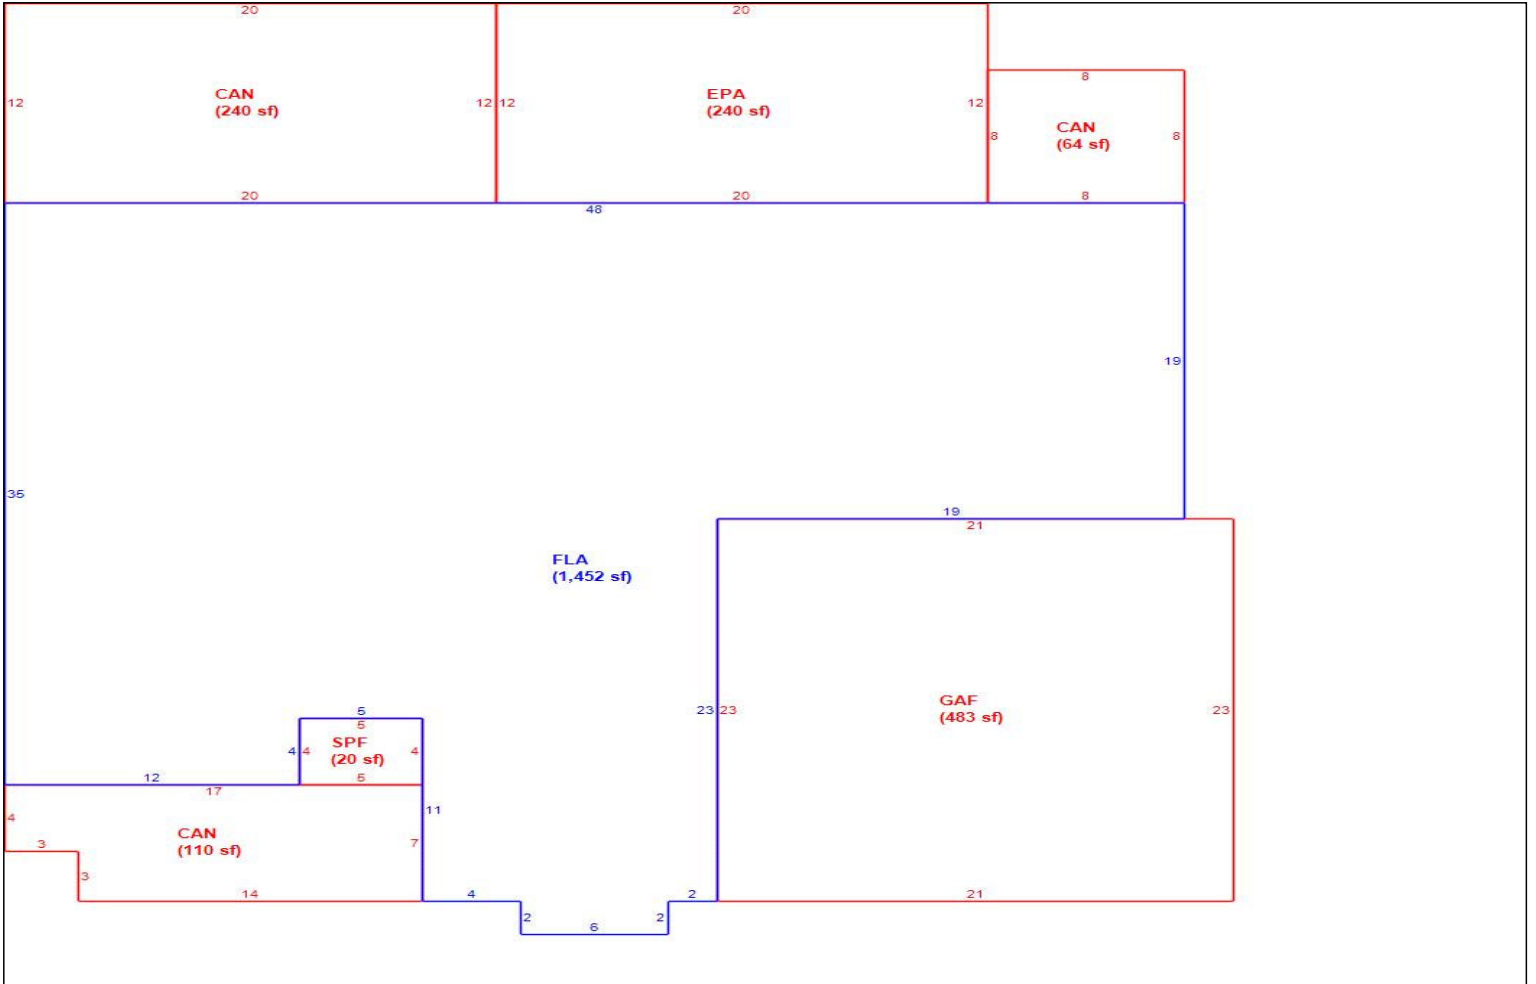 20 20
8
12 CAN 12 12 EPA 12
(240 sf) (240 sf)
8 CAN 8
(64 sf)
20 20 8
48
19
35
19
21
FLA
(1,452 sf)
23 23 GAF 23
(483 sf)
5
5
4 4 SPF 4
(20 sf)
12 5
17
11
4
CAN 7
(110 sf)
3
3
14 4 2 21
2 2
6